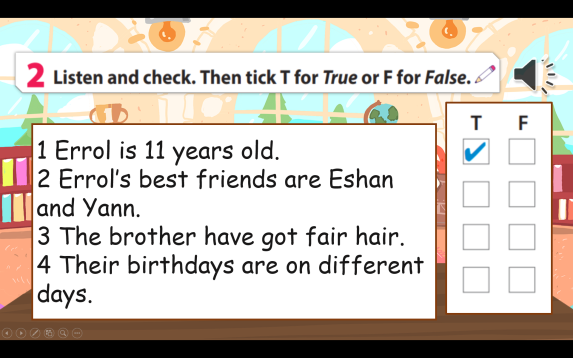 2 Listen and check. Then tick T for True or F for False.
T F
1 Errol is 11 years old.
2 Errol's best friends are Eshan
and Yann.
3 The brother have got fair hair.
4 Their birthdays are on different
days.